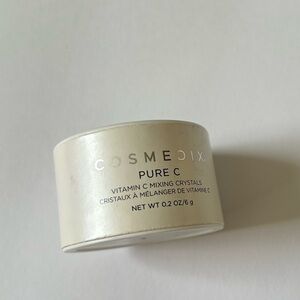 COSMEDIX
PURE C
VITAMIN C MIXING CRYSTALS
CRISTAUX À MÉLANGER DE VITAMINE C
NET WT 0.2 OZ/6 g